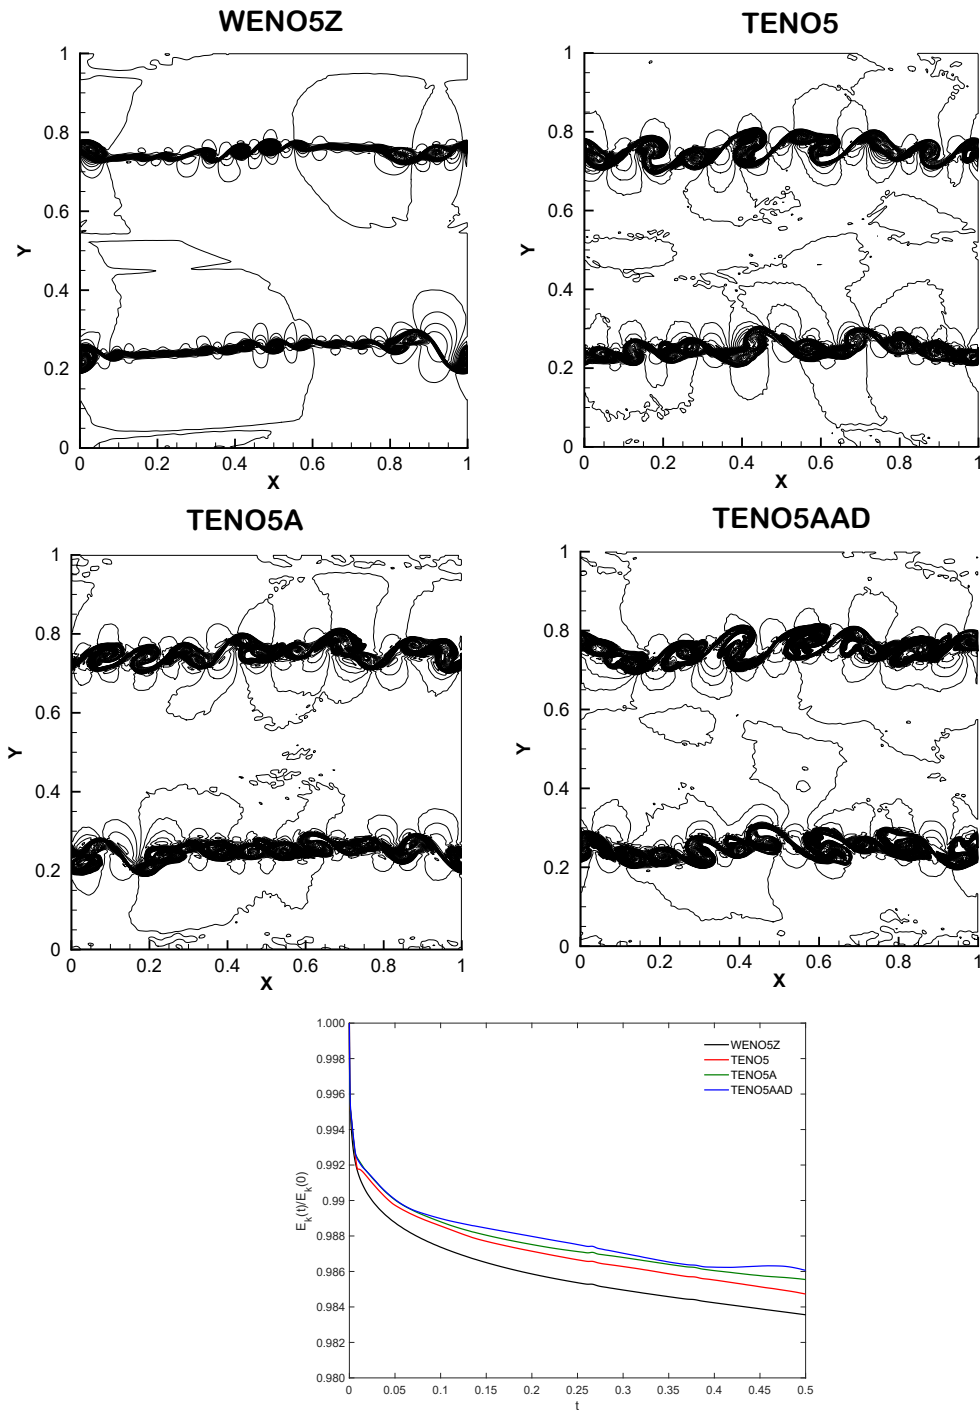 WENO5Z
TENO5
1
0.8
0.6
Y
0.4
0.2
0
0 0.2 0.4 0.6 0.8 1
X
1
0.8
0.6
Y
0.4
0.2
0
0 0.2 0.4 0.6 0.8 1
X
TENO5A
TENO5AAD
1
0.8
0.6
Y
0.4
0.2
0
0 0.2 0.4 0.6 0.8 1
X
1
0.8
0.6
Y
0.4
0.2
0
0 0.2 0.4 0.6 0.8 1
X
1.000
0.998
0.996
0.994
0.992
0.99
0.988
0.986
0.984
0.982
0.980
E_k(t)/E_k(0)
WENO5Z
TENO5
TENO5A
TENO5AAD
0 0.05 0.1 0.15 0.2 0.25 0.3 0.35 0.4 0.45 0.5
t